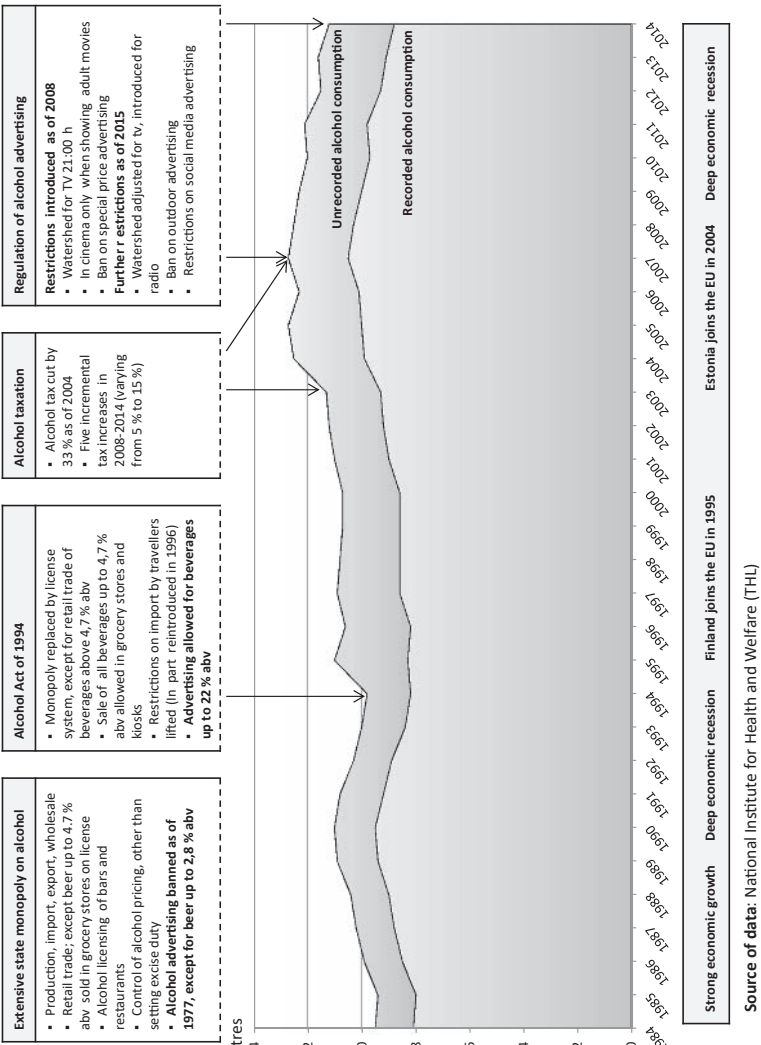 Extensive state monopoly on alcohol
▪ Production, import, export, wholesale
▪ Retail trade; except beer up to 4.7 %
abv sold in grocery stores on license
▪ Alcohol licensing of bars and
restaurants
▪ Control of alcohol pricing, other than
setting excise duty
▪ Alcohol advertising banned as of
1977, except for beer up to 2,8 % abv
Alcohol Act of 1994
▪ Monopoly replaced by license
system, except for retail trade of
beverages above 4,7 % abv
▪ Sale of all beverages up to 4,7 %
abv allowed in grocery stores and
kiosks
▪ Restrictions on import by travellers
lifted (In part reintroduced in 1996)
▪ Advertising allowed for beverages
up to 22 % abv
Alcohol taxation
▪ Alcohol tax cut by
33 % as of 2004
▪ Five incremental
tax increases in
2008-2014 (varying
from 5 % to 15 %)
Regulation of alcohol advertising
Restrictions introduced as of 2008
▪ Watershed for TV 21:00 h
▪ In cinema only when showing adult movies
▪ Ban on special price advertising
Further r estrictions as of 2015
▪ Watershed adjusted for tv, introduced for
radio
▪ Ban on outdoor advertising
▪ Restrictions on social media advertising
tres
4
2
0
8
6
4
2
0
Unrecorded alcohol consumption
Recorded alcohol consumption
1984 1985 1986 1987 1988 1989 1990 1991 1992 1993 1994 1995 1996 1997 1998 1999 2000 2001 2002 2003 2004 2005 2006 2007 2008 2009 2010 2011 2012 2013 2014
Strong economic growth Deep economic recession Finland joins the EU in 1995 Estonia joins the EU in 2004 Deep economic recession
Source of data: National Institute for Health and Welfare (THL)